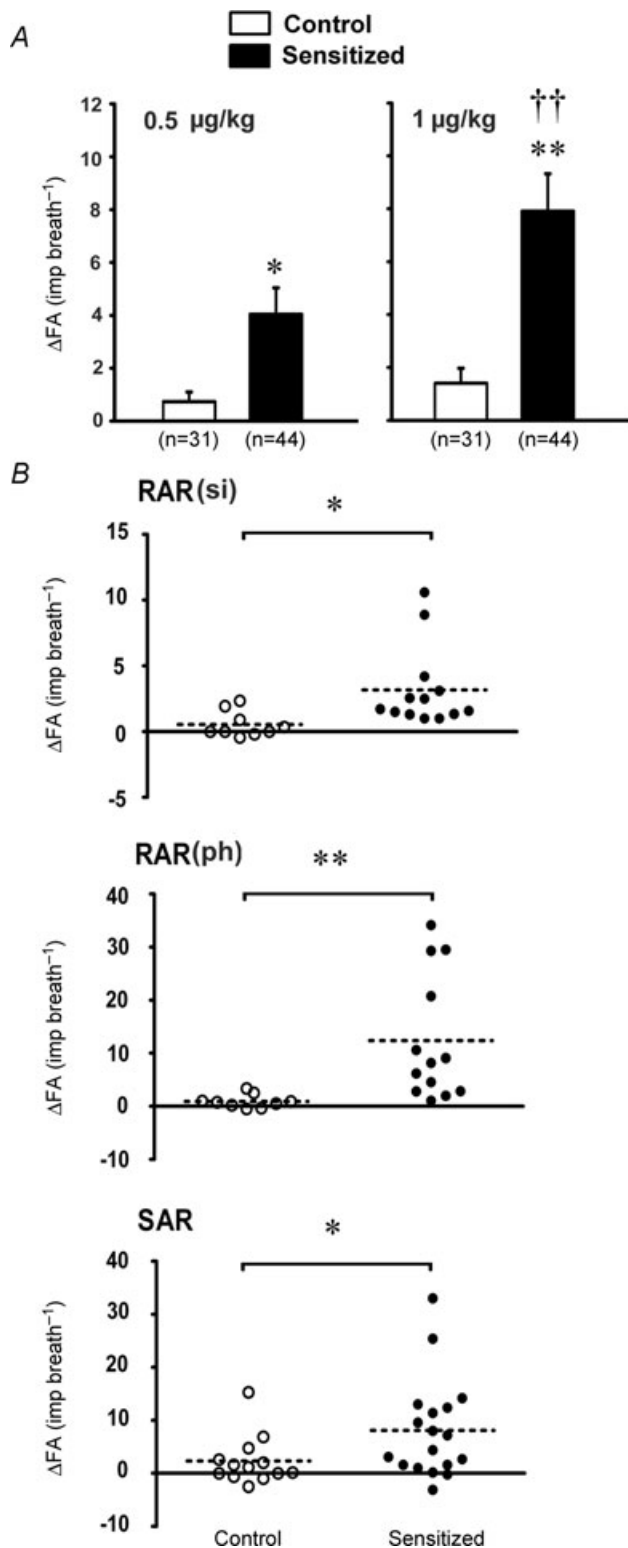 A
Control
Sensitized
0.5 µg/kg
1 µg/kg
††
**
*
12
10
8
6
4
2
0
ΔFA (imp breath⁻¹)
(n=31) (n=44) (n=31) (n=44)
B
RAR(si)
*
15
10
5
0
-5
ΔFA (imp breath⁻¹)
RAR(ph)
**
40
30
20
10
0
-10
ΔFA (imp breath⁻¹)
SAR
*
40
30
20
10
0
-10
ΔFA (imp breath⁻¹)
Control Sensitized